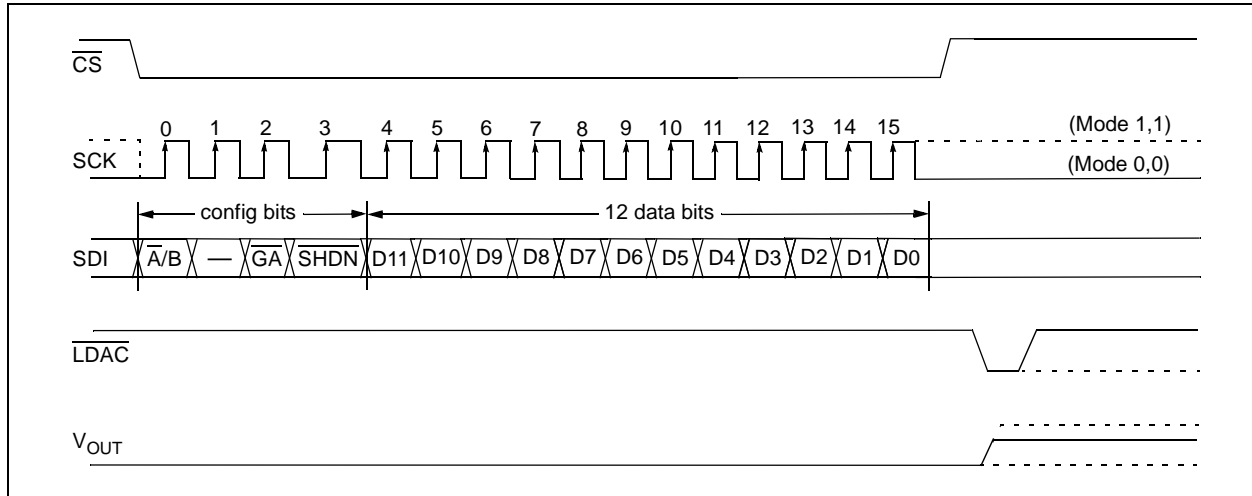 CS
0 1 2 3 4 5 6 7 8 9 10 11 12 13 14 15
(Mode 1,1)
SCK
(Mode 0,0)
config bits
12 data bits
SDI A/B — GA SHDN D11 D10 D9 D8 D7 D6 D5 D4 D3 D2 D1 D0
LDAC
VOUT